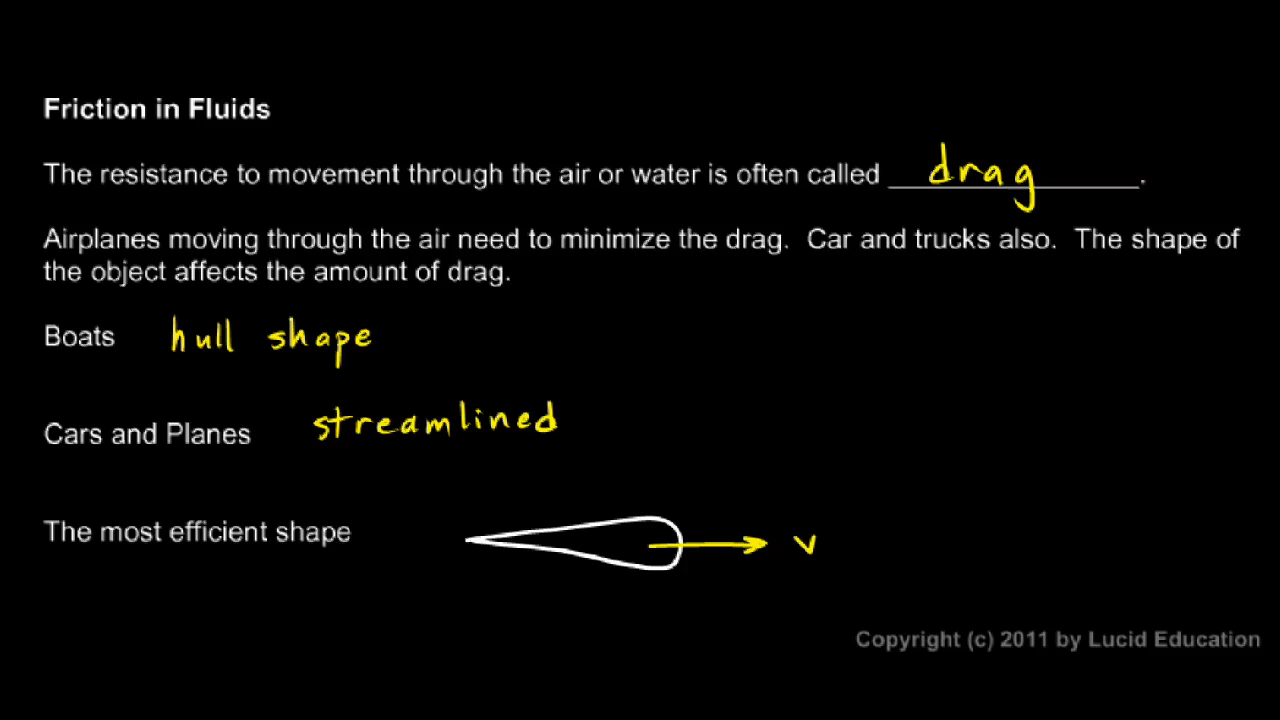 Friction in Fluids
The resistance to movement through the air or water is often called drag.
Airplanes moving through the air need to minimize the drag. Car and trucks also. The shape of
the object affects the amount of drag.
Boats hull shape
Cars and Planes streamlined
The most efficient shape v
Copyright (c) 2011 by Lucid Education